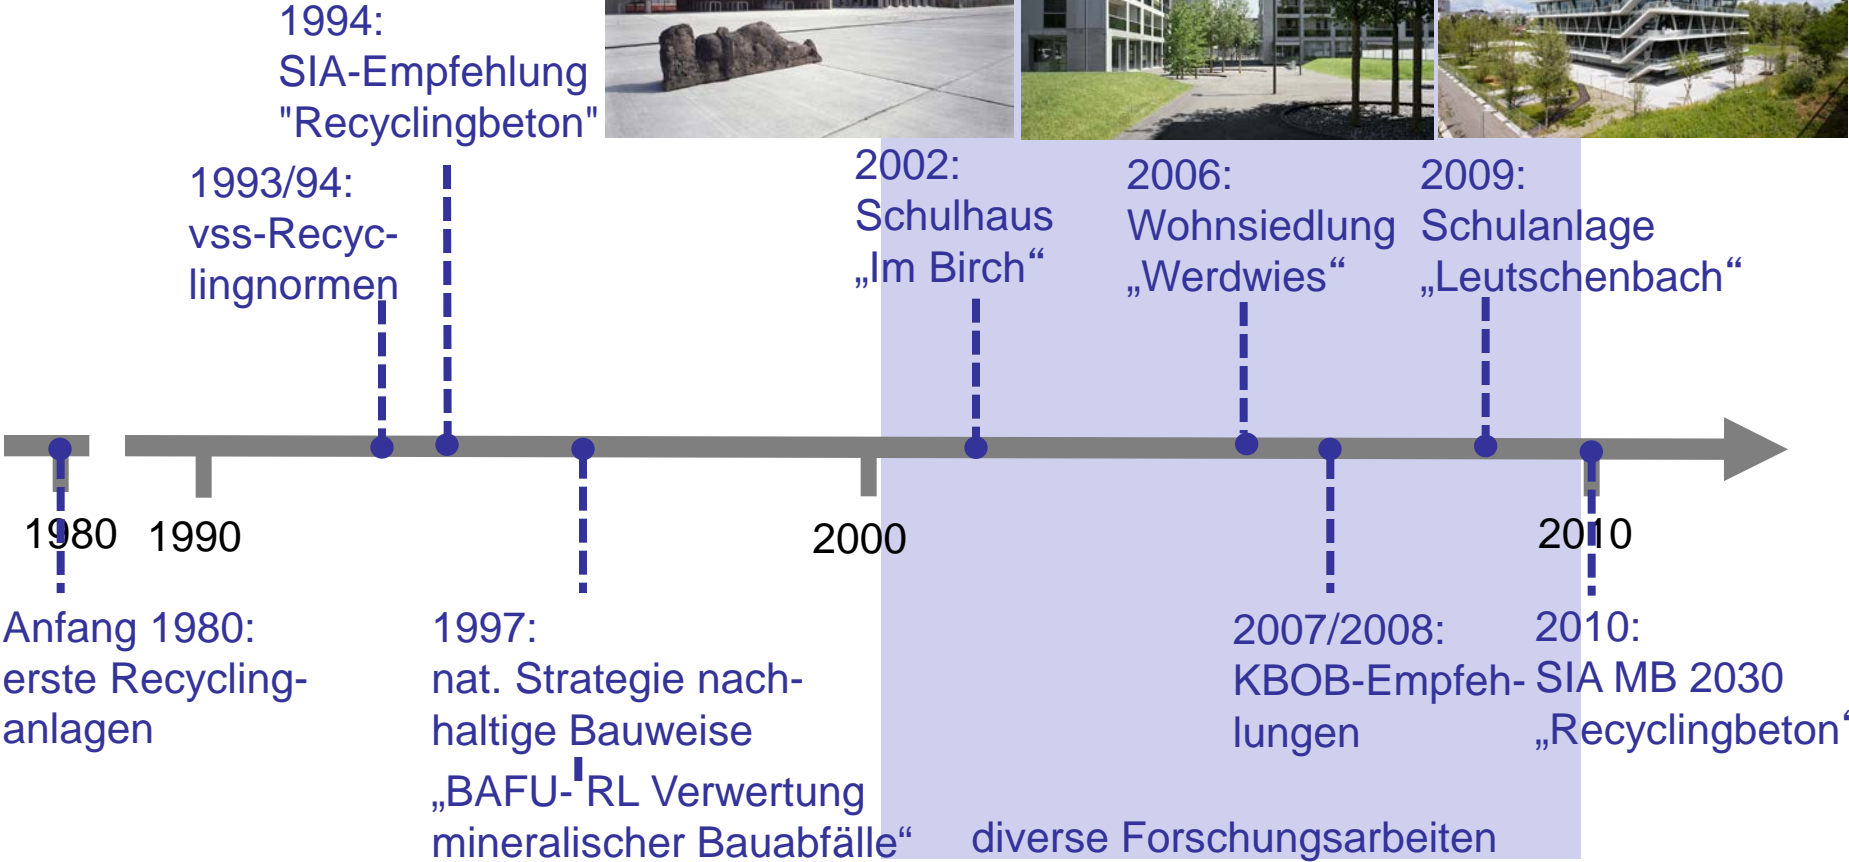 1994:
SIA-Empfehlung
"Recyclingbeton"
1993/94:
vss-Recyc-
lingnormen
2002:
Schulhaus
„Im Birch“
2006:
Wohnsiedlung
„Werdwies“
2009:
Schulanlage
„Leutschenbach“
1980
1990
2000
2010
Anfang 1980:
erste Recycling-
anlagen
1997:
nat. Strategie nach-
haltige Bauweise
„BAFU- RL Verwertung
mineralischer Bauabfälle“
2007/2008:
KBOB-Empfeh-
lungen
2010:
SIA MB 2030
„Recyclingbeton“
diverse Forschungsarbeiten